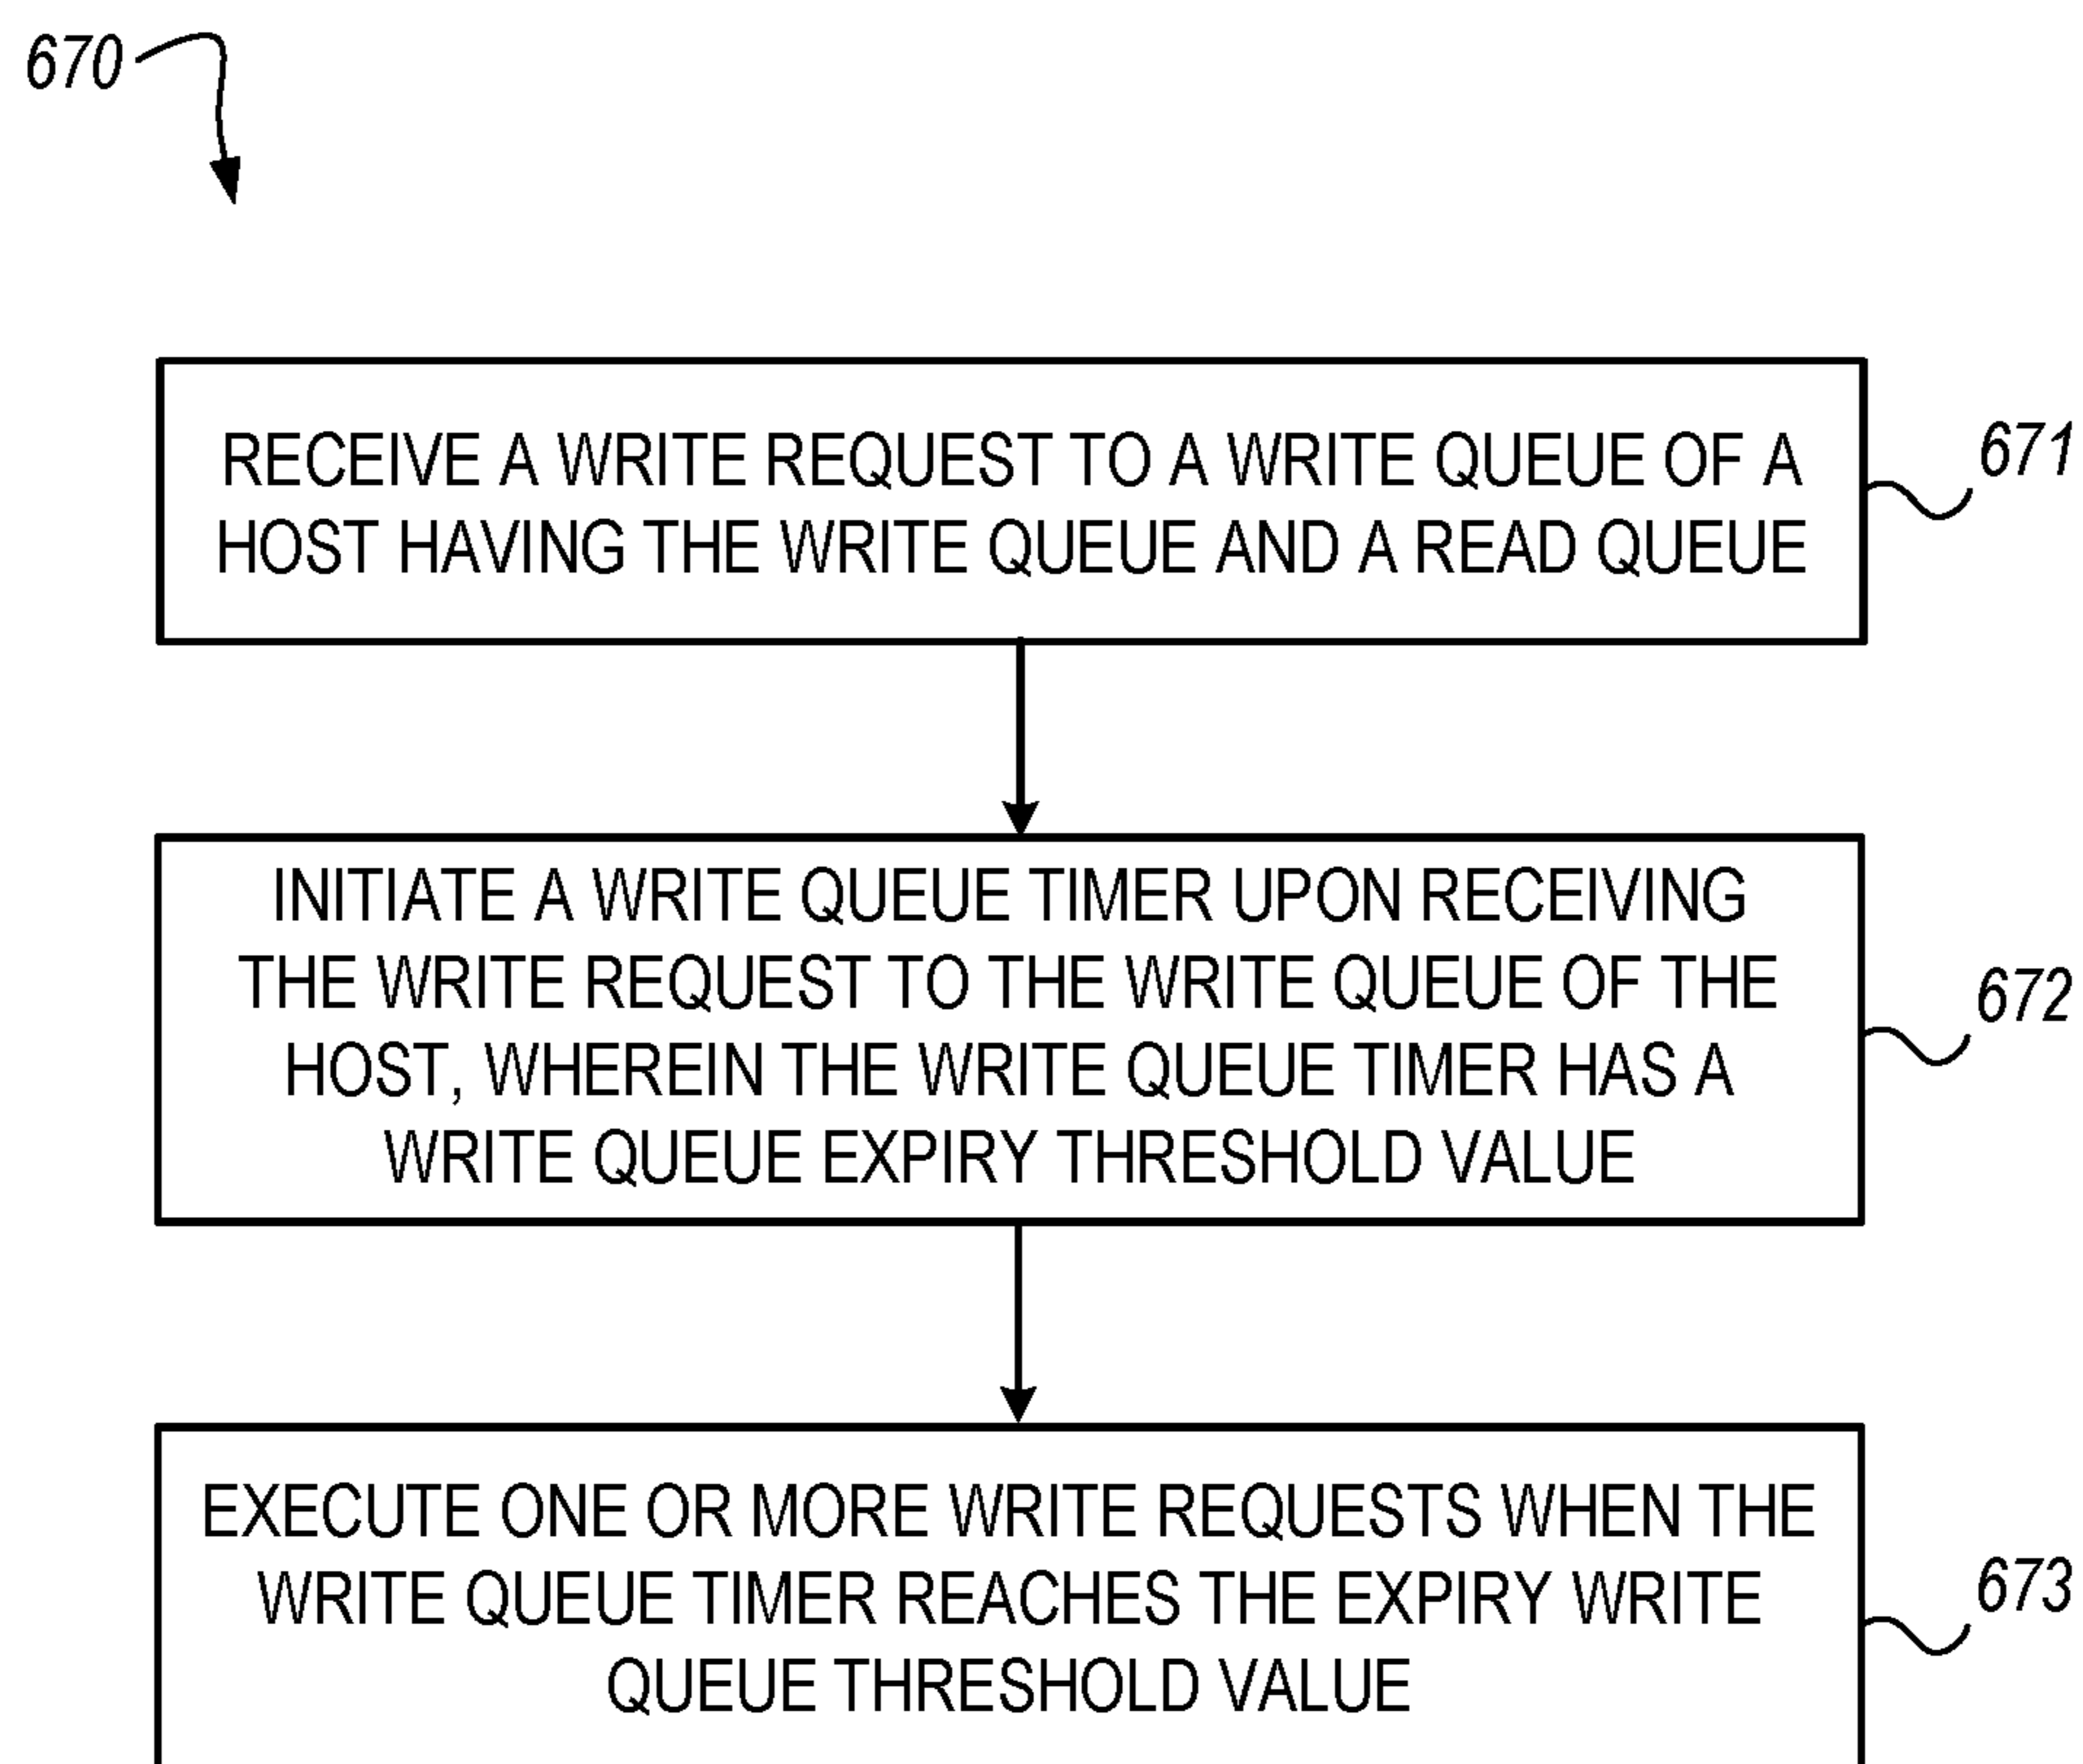 670
RECEIVE A WRITE REQUEST TO A WRITE QUEUE OF A
HOST HAVING THE WRITE QUEUE AND A READ QUEUE
671
INITIATE A WRITE QUEUE TIMER UPON RECEIVING
THE WRITE REQUEST TO THE WRITE QUEUE OF THE
HOST, WHEREIN THE WRITE QUEUE TIMER HAS A
WRITE QUEUE EXPIRY THRESHOLD VALUE
672
EXECUTE ONE OR MORE WRITE REQUESTS WHEN THE
WRITE QUEUE TIMER REACHES THE EXPIRY WRITE
QUEUE THRESHOLD VALUE
673